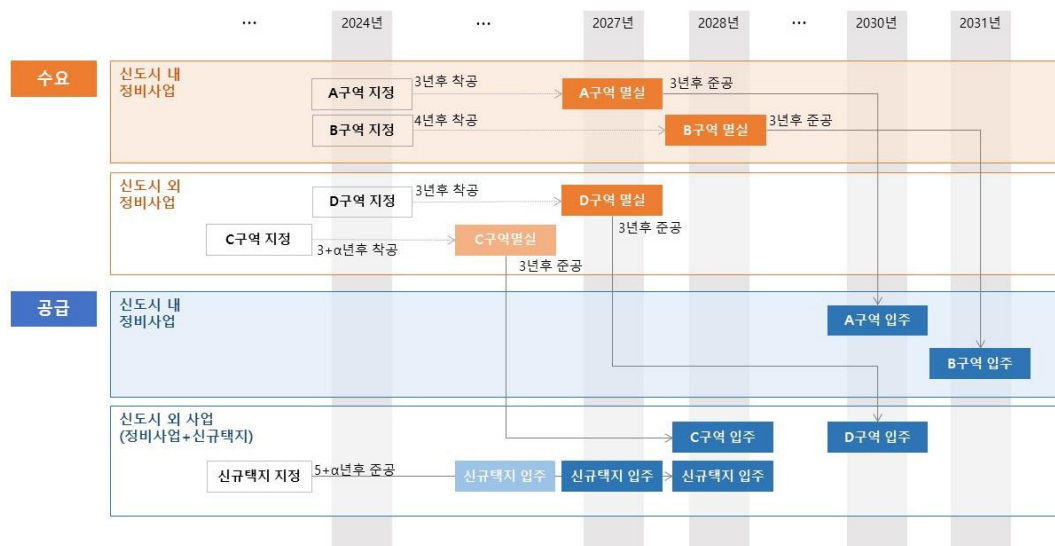 … 2024년 … 2027년 2028년 … 2030년 2031년
수요
신도시 내
정비사업
A구역 지정 3년후 착공 A구역 멸실 3년후 준공
B구역 지정 4년후 착공 B구역 멸실 3년후 준공
신도시 외
정비사업
D구역 지정 3년후 착공 D구역 멸실
3년후 준공
C구역 지정 3+α년후 착공 C구역멸실
3년후 준공
공급
신도시 내
정비사업
A구역 입주
B구역 입주
신도시 외 사업
(정비사업+신규택지)
C구역 입주 D구역 입주
신규택지 지정 5+α년후 준공 신규택지 입주 신규택지 입주 신규택지 입주